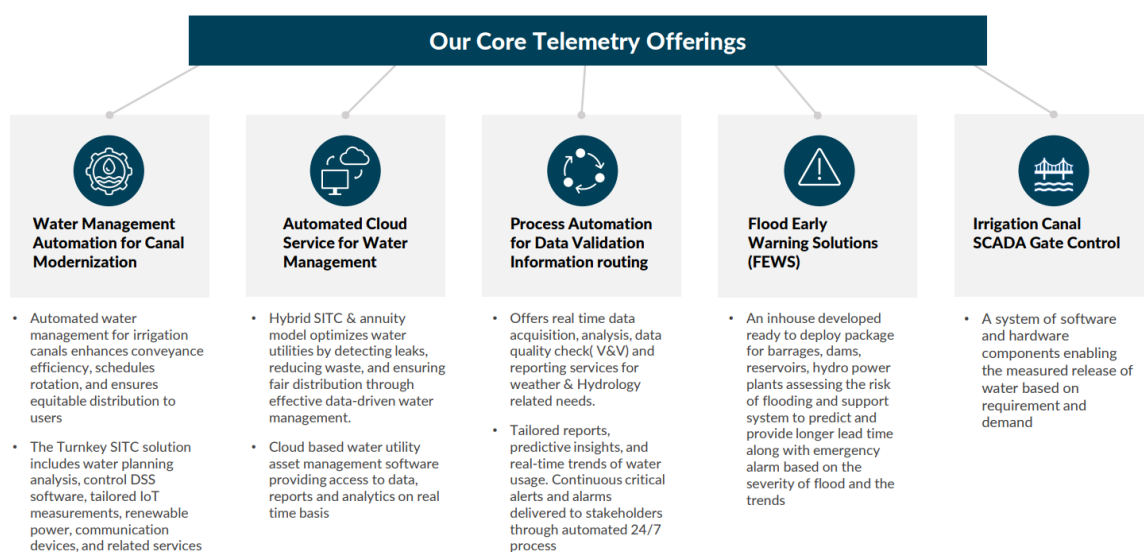 Our Core Telemetry Offerings
Water Management
Automation for Canal
Modernization
• Automated water
management for irrigation
canals enhances conveyance
efficiency, schedules
rotation, and ensures
equitable distribution to
users
• The Turnkey SITC solution
includes water planning
analysis, control DSS
software, tailored IoT
measurements, renewable
power, communication
devices, and related services
Automated Cloud
Service for Water
Management
• Hybrid SITC & annuity
model optimizes water
utilities by detecting leaks,
reducing waste, and ensuring
fair distribution through
effective data-driven water
management.
• Cloud based water utility
asset management software
providing access to data,
reports and analytics on real
time basis
Process Automation
for Data Validation
Information routing
• Offers real time data
acquisition, analysis, data
quality check( V&V) and
reporting services for
weather & Hydrology
related needs.
• Tailored reports,
predictive insights, and
real-time trends of water
usage. Continuous critical
alerts and alarms
delivered to stakeholders
through automated 24/7
process
Flood Early
Warning Solutions
(FEWS)
• An inhouse developed
ready to deploy package
for barrages, dams,
reservoirs, hydro power
plants assessing the risk
of flooding and support
system to predict and
provide longer lead time
along with emergency
alarm based on the
severity of flood and the
trends
Irrigation Canal
SCADA Gate Control
• A system of software
and hardware
components enabling
the measured release of
water based on
requirement and
demand